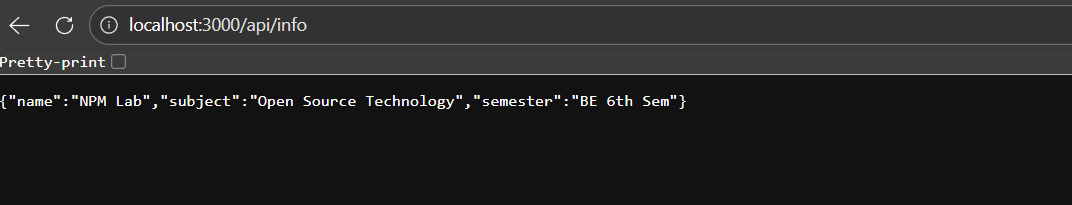 localhost:3000/api/info
Pretty-print
{"name":"NPM Lab","subject":"Open Source Technology","semester":"BE 6th Sem"}